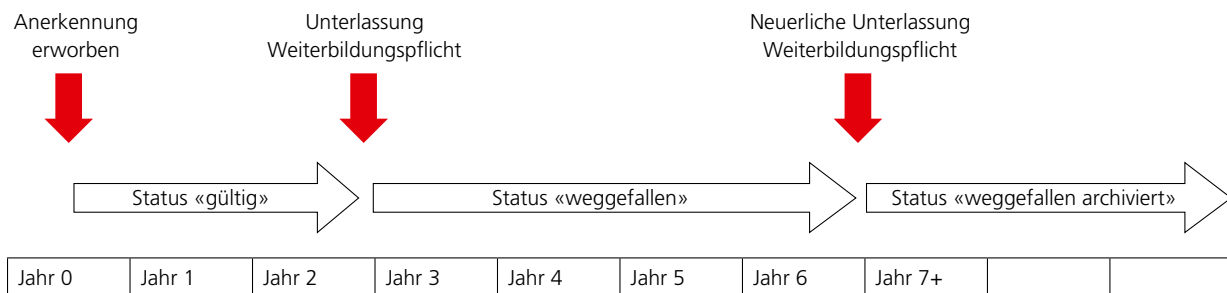 Anerkennung
erworben
Unterlassung
Weiterbildungspflicht
Neuerliche Unterlassung
Weiterbildungspflicht
Status «gültig»
Status «weggefallen»
Status «weggefallen archiviert»
Jahr 0
Jahr 1
Jahr 2
Jahr 3
Jahr 4
Jahr 5
Jahr 6
Jahr 7+